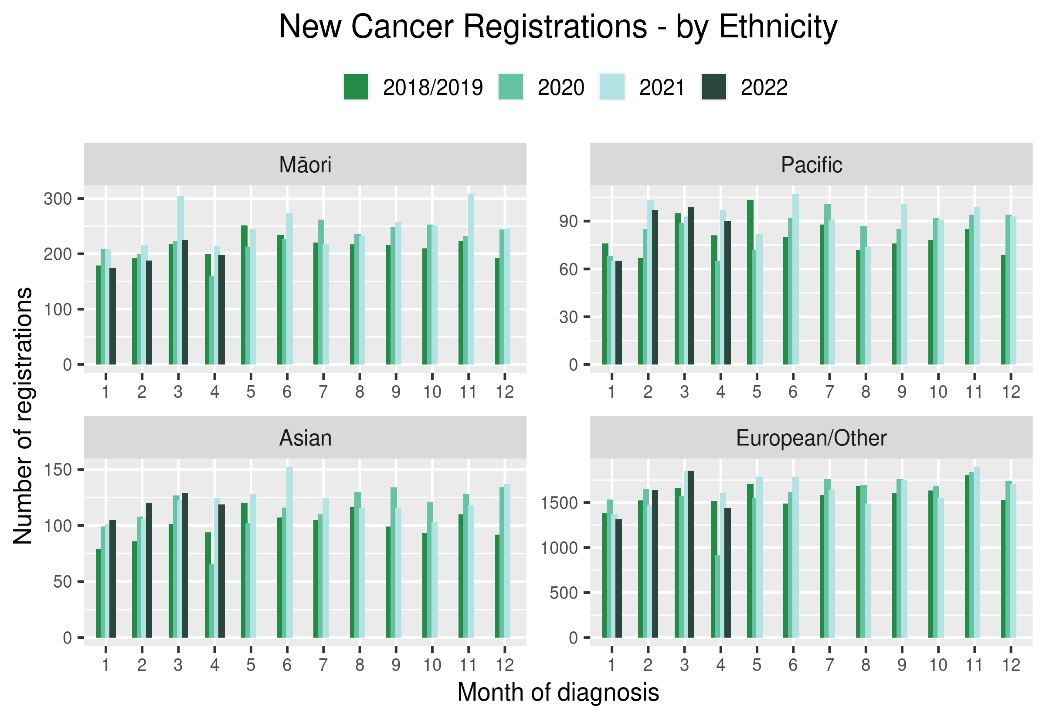 New Cancer Registrations - by Ethnicity
2018/2019 2020 2021 2022
Māori
300
200
100
0
1 2 3 4 5 6 7 8 9 10 11 12
Pacific
90
60
30
0
1 2 3 4 5 6 7 8 9 10 11 12
Asian
150
100
50
0
1 2 3 4 5 6 7 8 9 10 11 12
European/Other
1500
1000
500
0
1 2 3 4 5 6 7 8 9 10 11 12
Number of registrations
Month of diagnosis